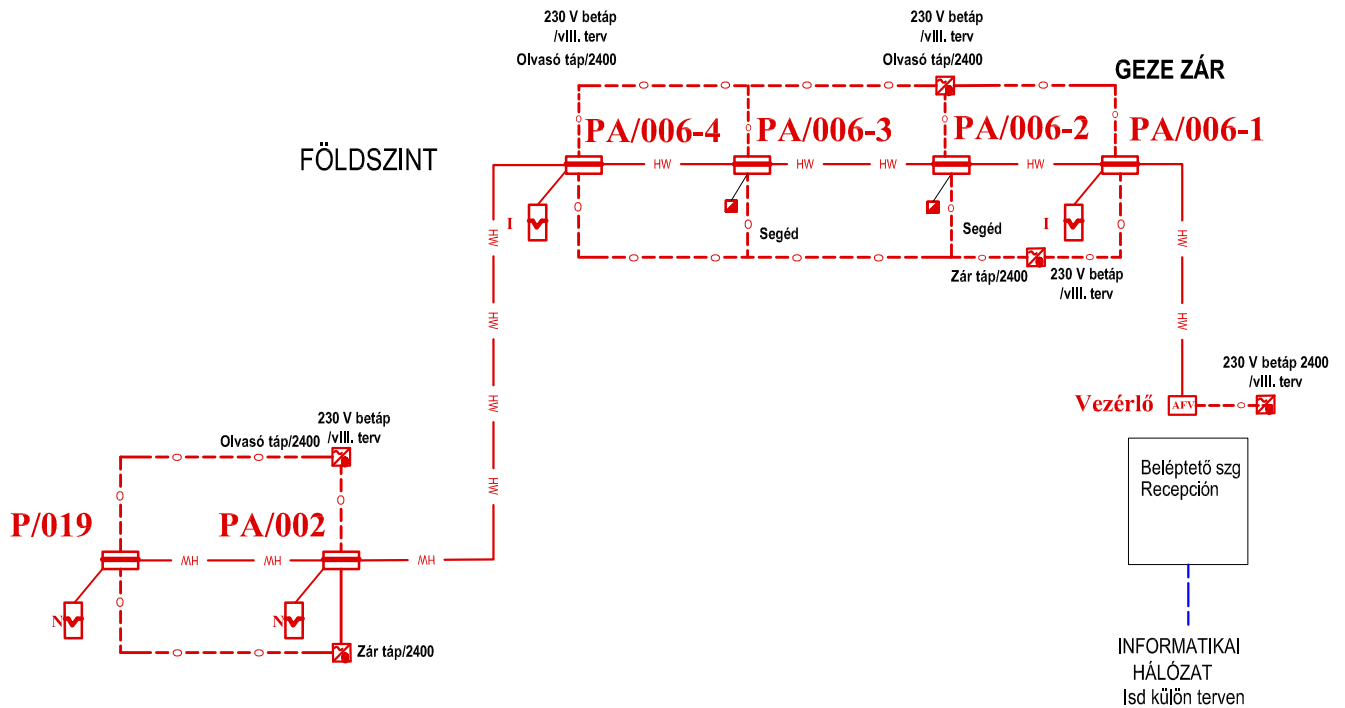 230 V betáp
/vIII. terv
Olvasó táp/2400
230 V betáp
/vIII. terv
Olvasó táp/2400
GEZE ZÁR
FÖLDSZINT
PA/006-4
PA/006-3
PA/006-2
PA/006-1
HW
HW
HW
HW
I
I
Segéd
Segéd
Zár táp/2400
230 V betáp
/vIII. terv
HW
HW
HW
HW
HW
HW
230 V betáp 2400
/vIII. terv
Vezérlő
AFV
230 V betáp
/vIII. terv
Olvasó táp/2400
Beléptető szg
Recepción
P/019
PA/002
HW
HW
HW
N
N
Zár táp/2400
INFORMATIKAI
HÁLÓZAT
lsd külön terven